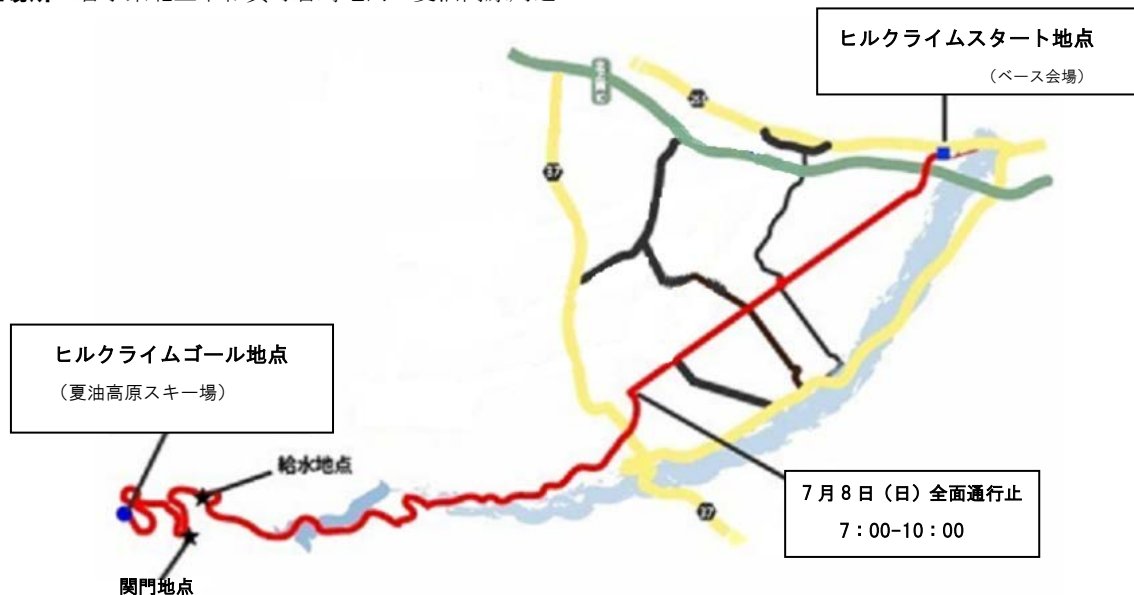 ヒルクライムスタート地点
（ベース会場）
37
ヒルクライムゴール地点
（夏油高原スキー場）
給水地点
7月8日（日）全面通行止
7：00-10：00
37
関門地点